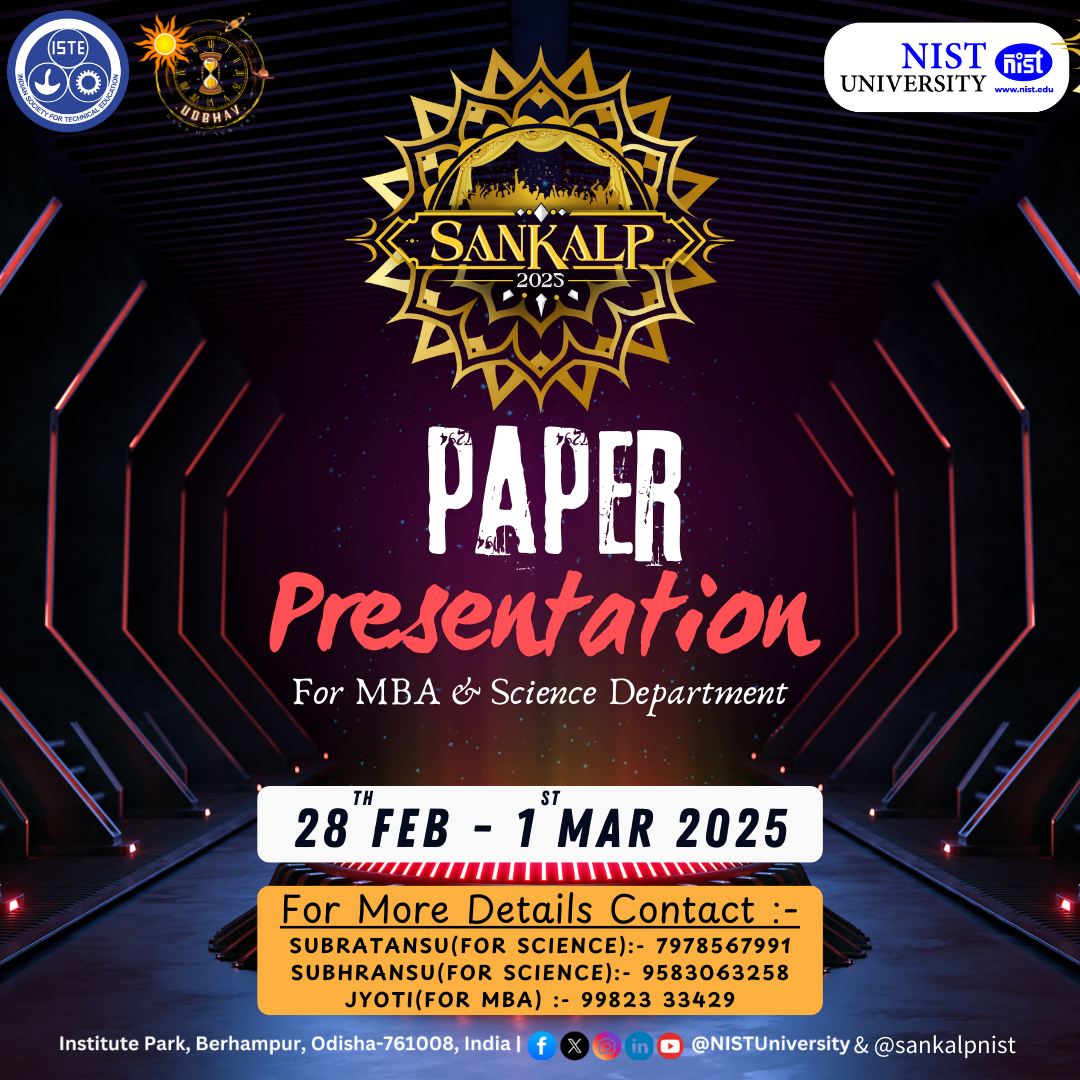 ISTE
INDIAN SOCIETY FOR TECHNICAL EDUCATION
UDBHAV
NIST
UNIVERSITY
nist
www.nist.edu
SANKALP
2025
PAPER
Presentation
For MBA & Science Department
28TH FEB - 1ST MAR 2025
For More Details Contact :-
SUBRATANSU(FOR SCIENCE):- 7978567991
SUBHRANSU(FOR SCIENCE):- 9583063258
JYOTI(FOR MBA) :- 99823 33429
Institute Park, Berhampur, Odisha-761008, India | @NISTUniversity & @sankalpnist